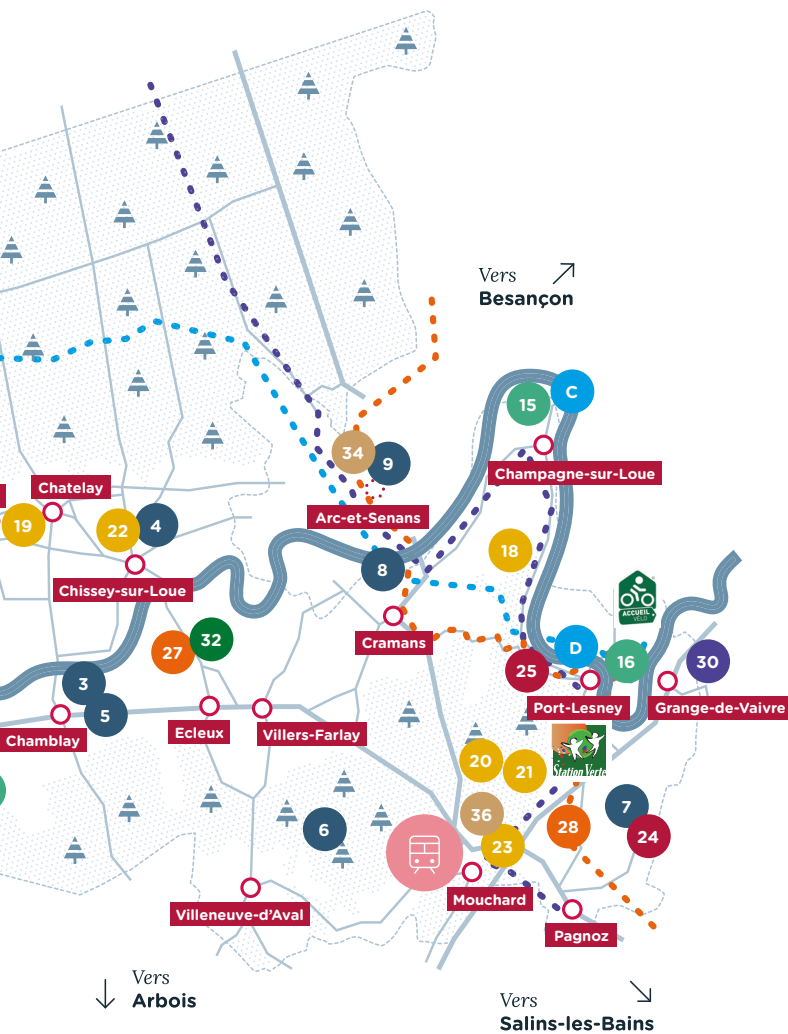 Vers
Besançon
C
15
34
9
Champagne-sur-Loue
Chatelay
19
22
4
Arc-et-Senans
18
8
Chissey-sur-Loue
ACCUEIL
VÉLO
32
27
Cramans
D
16
30
25
3
5
Port-Lesney
Grange-de-Vaivre
Chamblay
Ecleux
Villers-Farlay
Station Verte
20
21
6
36
23
28
7
24
Mouchard
Villeneuve-d'Aval
Pagnoz
Vers
Arbois
Vers
Salins-les-Bains